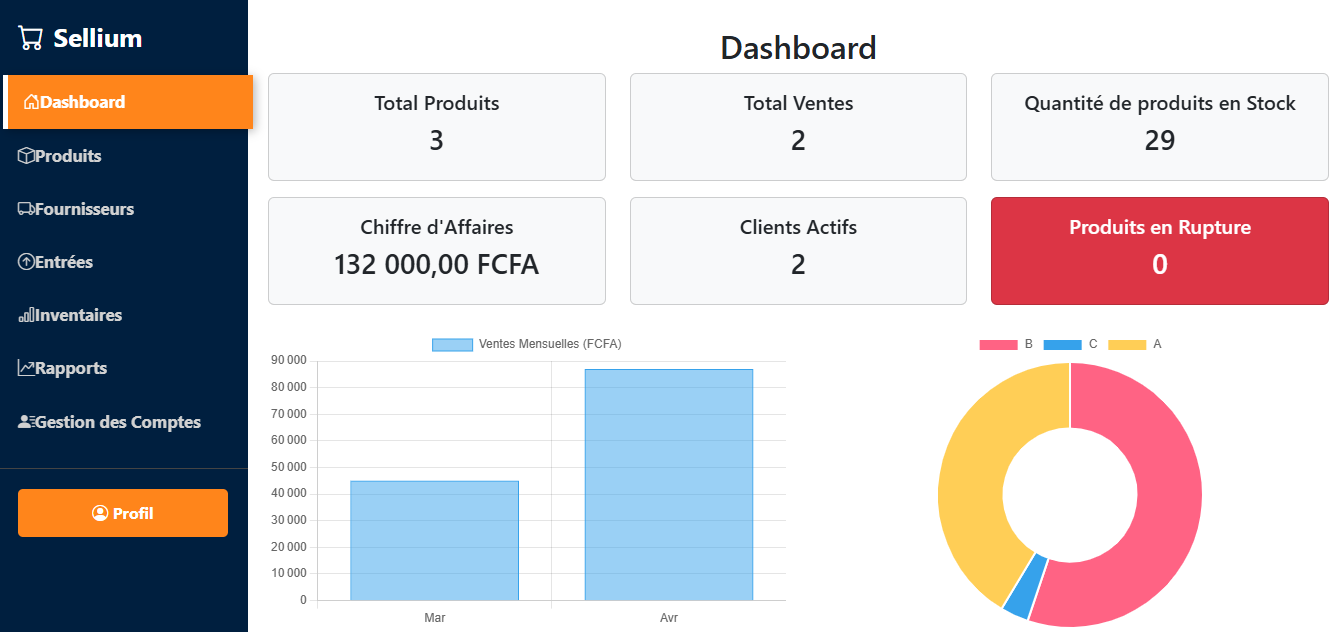 Sellium
Dashboard
Produits
Fournisseurs
Entrées
Inventaires
Rapports
Gestion des Comptes
Profil
Dashboard
Total Produits
3
Total Ventes
2
Quantité de produits en Stock
29
Chiffre d'Affaires
132 000,00 FCFA
Clients Actifs
2
Produits en Rupture
0
Ventes Mensuelles (FCFA)
90 000
80 000
70 000
60 000
50 000
40 000
30 000
20 000
10 000
0
Mar Avr
B C A